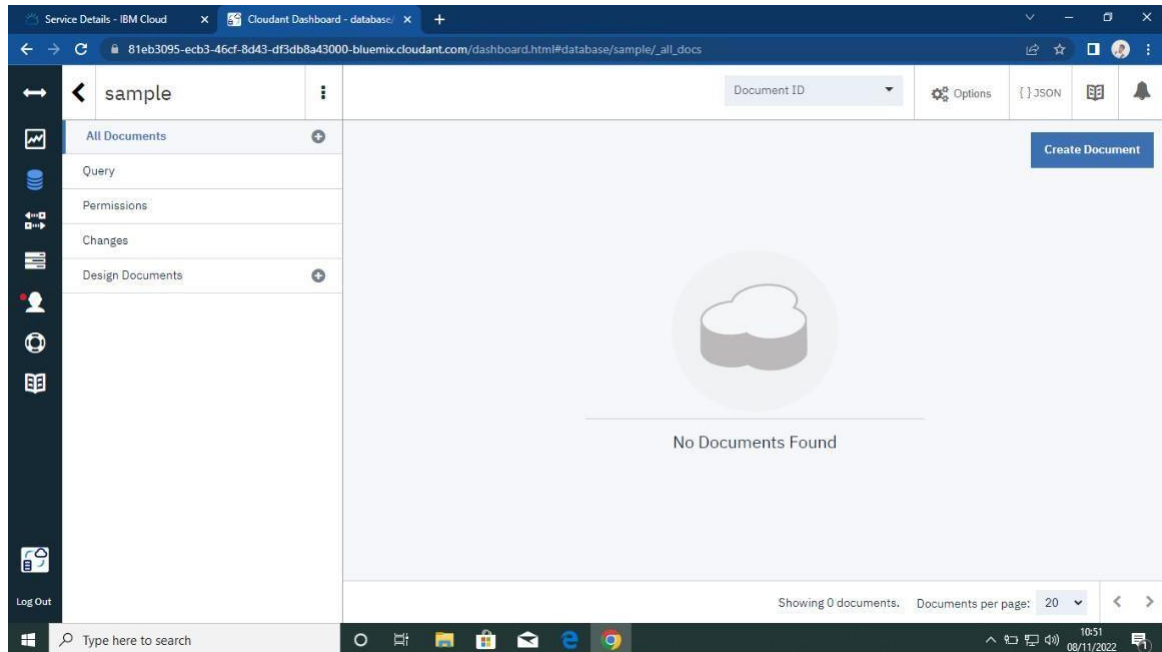 Service Details - IBM Cloud
Cloudant Dashboard - database/
81eb3095-ecb3-46cf-8d43-df3db8a43000-bluemix.cloudant.com/dashboard.html#database/sample/_all_docs
sample
Document ID
Options
{ } JSON
All Documents
Create Document
Query
Permissions
Changes
Design Documents
No Documents Found
Log Out
Showing 0 documents. Documents per page: 20
Type here to search
10:51
08/11/2022
1